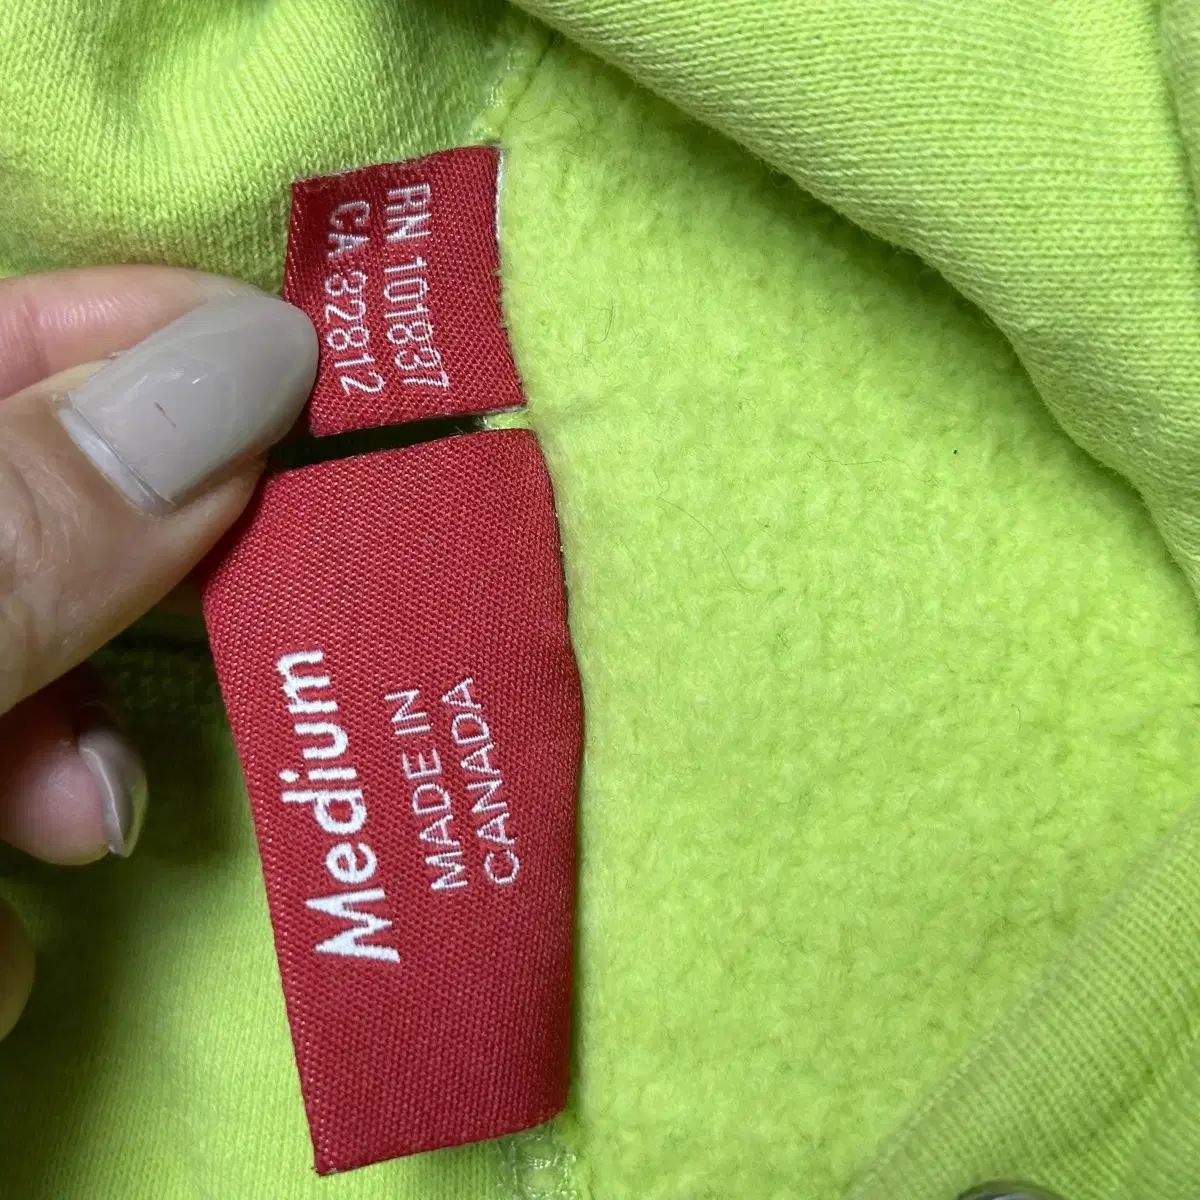 RN 101837
CA 32812
Medium
MADE IN
CANADA